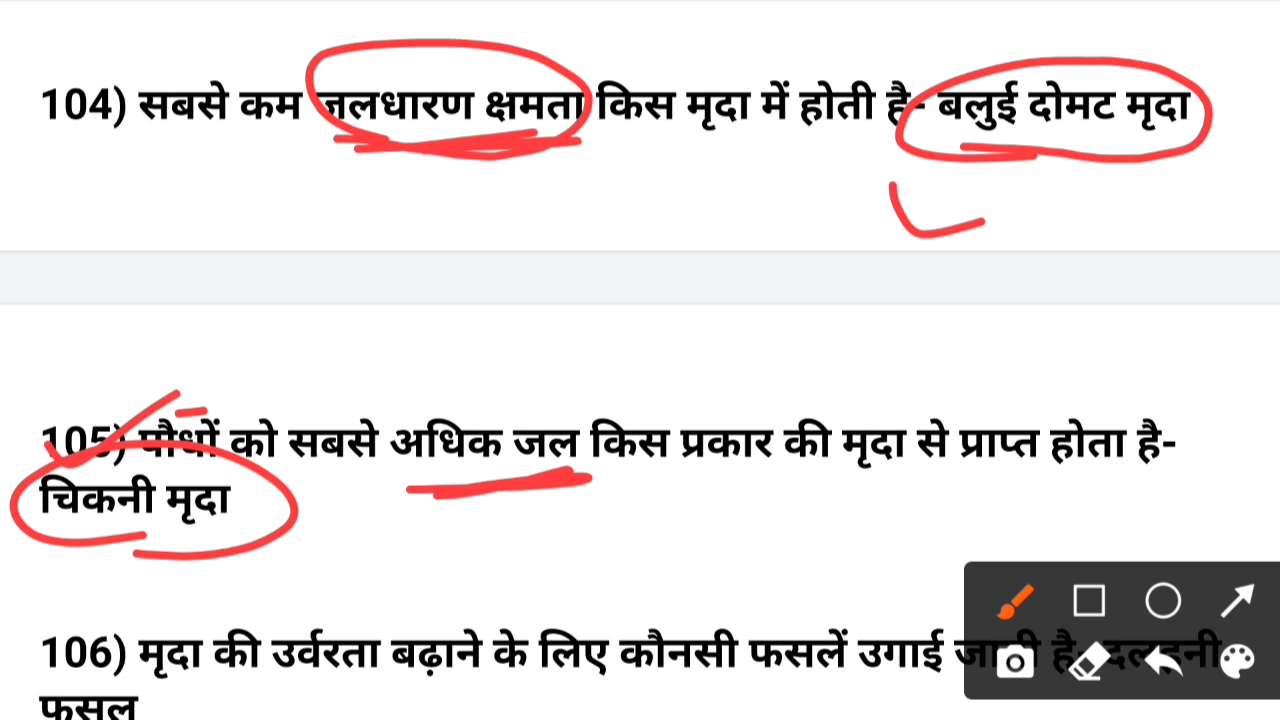 104) सबसे कम जलधारण क्षमता किस मृदा में होती है- बलुई दोमट मृदा
105) पौधों को सबसे अधिक जल किस प्रकार की मृदा से प्राप्त होता है-
चिकनी मृदा
106) मृदा की उर्वरता बढ़ाने के लिए कौनसी फसलें उगाई जाती है- दलहनी
फसल